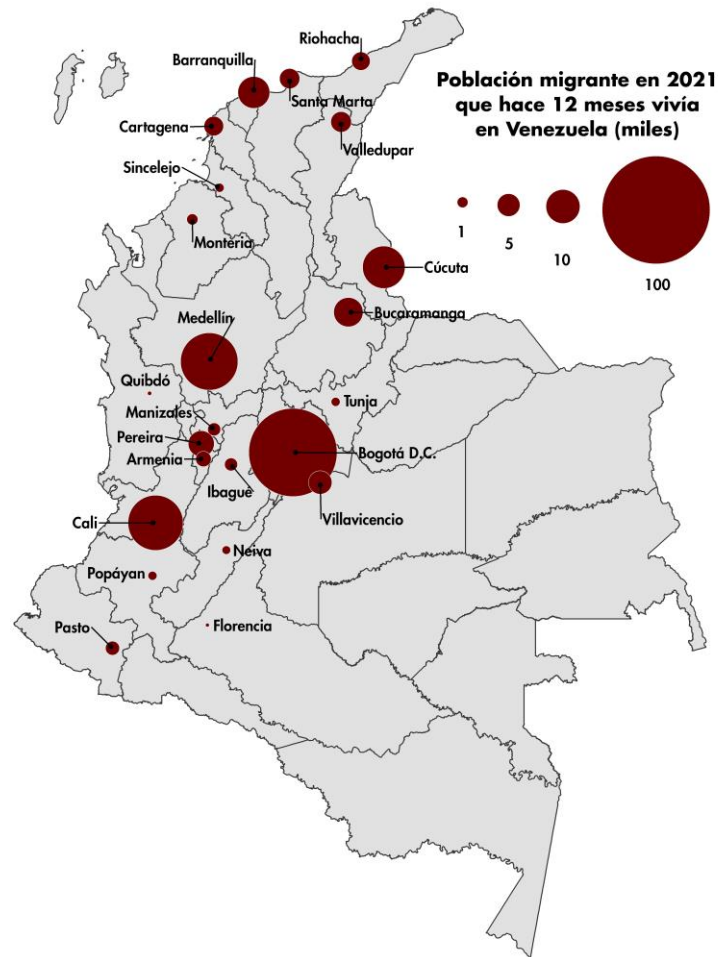 Riohacha
Barranquilla
Población migrante en 2021
que hace 12 meses vivía
en Venezuela (miles)
Santa Marta
Cartagena
Valledupar
Sincelejo
1
5
10
100
Montería
Cúcuta
Bucaramanga
Medellín
Quibdó
Tunja
Manizales
Pereira
Bogotá D.C.
Armenia
Ibagué
Villavicencio
Cali
Neiva
Popáyan
Florencia
Pasto